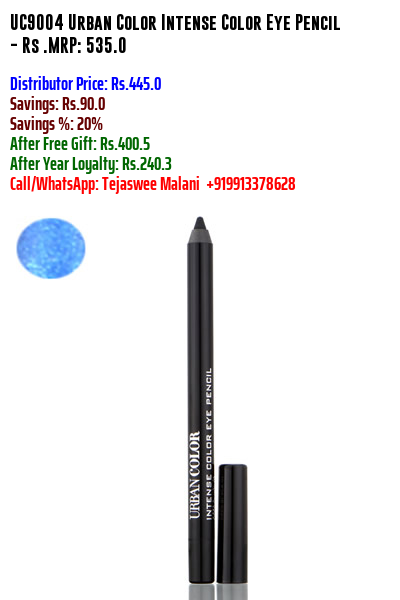 UC9004 Urban Color Intense Color Eye Pencil
- Rs .MRP: 535.0
Distributor Price: Rs.445.0
Savings: Rs.90.0
Savings %: 20%
After Free Gift: Rs.400.5
After Year Loyalty: Rs.240.3
Call/WhatsApp: Tejaswee Malani +919913378628
URBAN COLOR
INTENSE COLOR EYE PENCIL